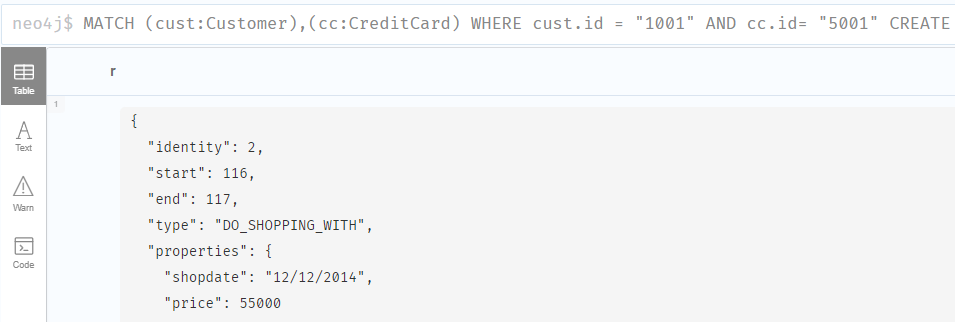 neo4j$ MATCH (cust:Customer),(cc:CreditCard) WHERE cust.id = "1001" AND cc.id= "5001" CREATE
Table
r
1
{
"identity": 2,
Text
"start": 116,
"end": 117,
Warn
"type": "DO_SHOPPING_WITH",
"properties": {
Code
"shopdate": "12/12/2014",
"price": 55000